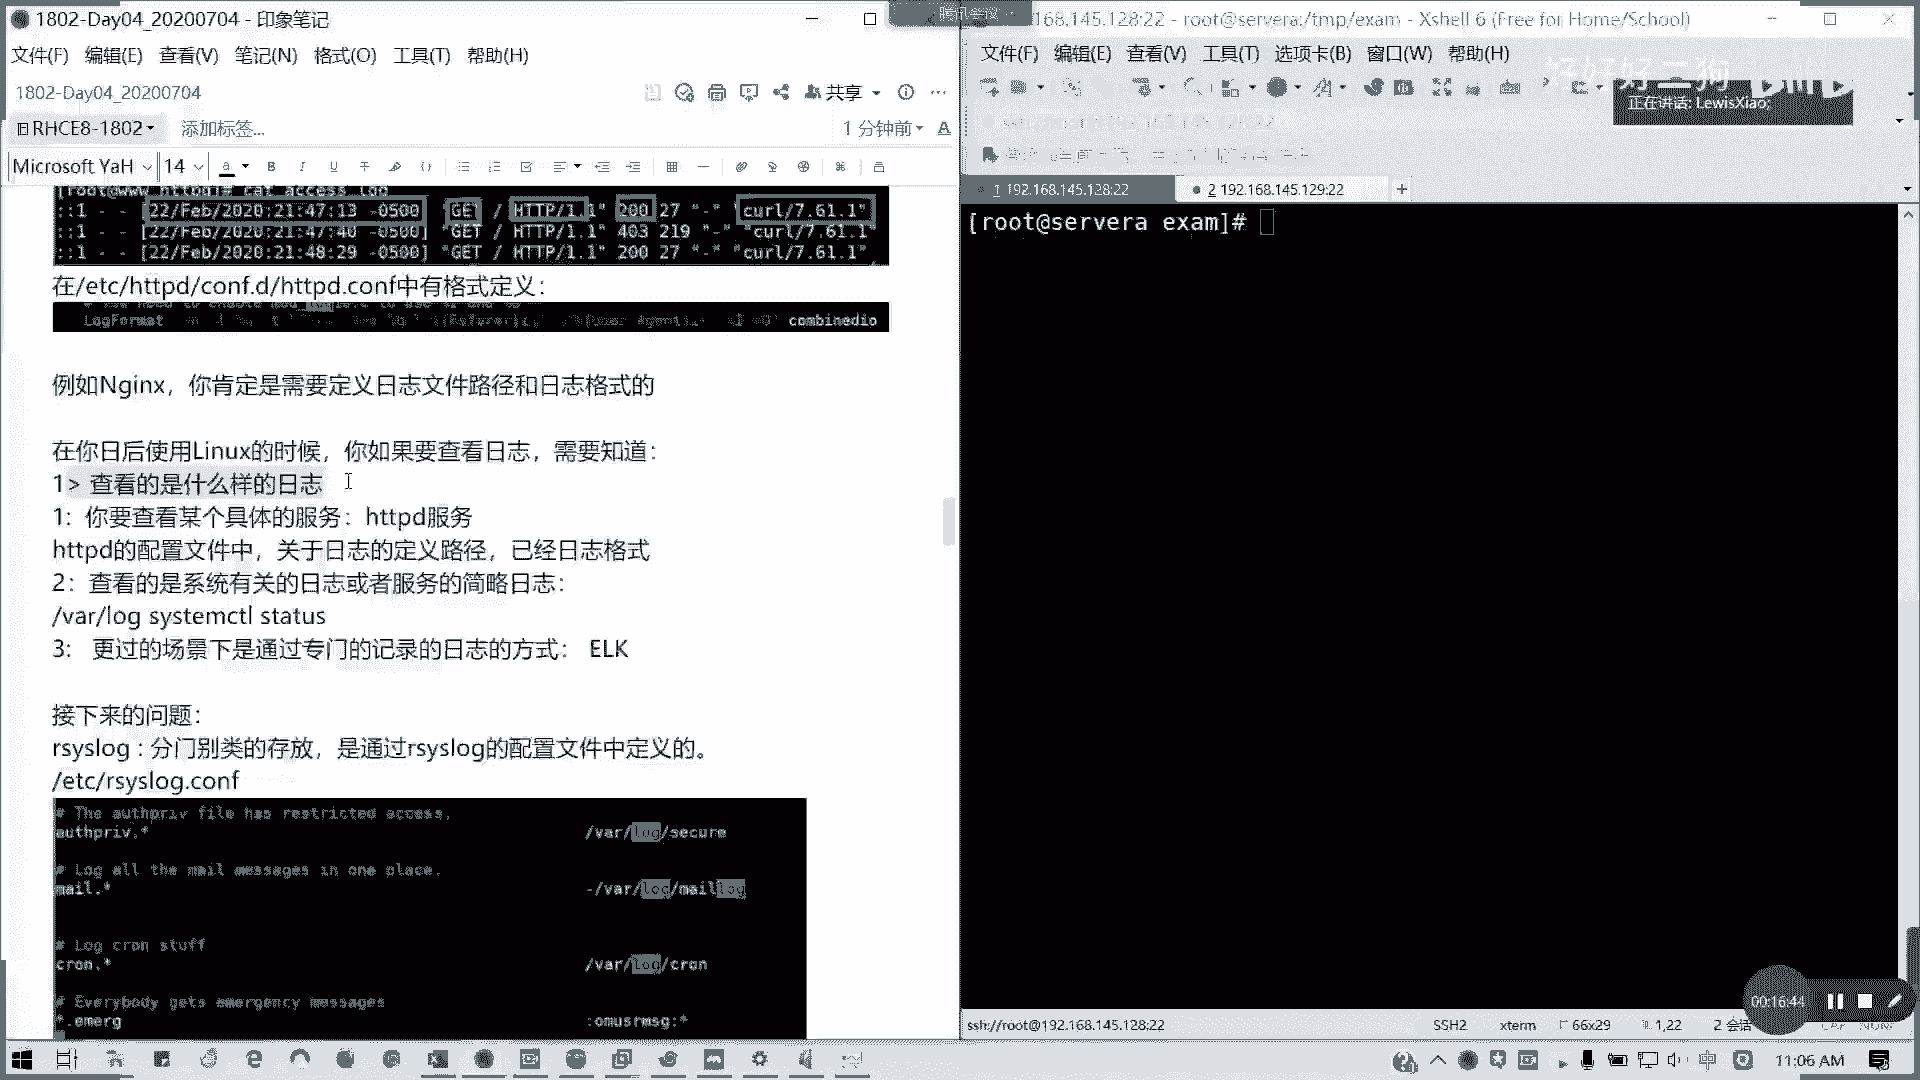 1802-Day04_20200704 - 印象笔记
文件(F) 编辑(E) 查看(V) 笔记(N) 格式(O) 工具(T) 帮助(H)
1802-Day04_20200704
共享
RHCE8-1802 添加标签...
1 分钟前
Microsoft YaH 14
[root@www httpd]# cat access_log
::1 - - [22/Feb/2020:21:47:13 -0500] "GET / HTTP/1.1" 200 27 "-" "curl/7.61.1"
::1 - - [22/Feb/2020:21:47:40 -0500] "GET / HTTP/1.1" 403 219 "-" "curl/7.61.1"
::1 - - [22/Feb/2020:21:48:29 -0500] "GET / HTTP/1.1" 200 27 "-" "curl/7.61.1"
在/etc/httpd/conf.d/httpd.conf中有格式定义：
LogFormat combinedio
例如Nginx，你肯定是需要定义日志文件路径和日志格式的
在你日后使用Linux的时候，你如果要查看日志，需要知道：
1> 查看的是什么样的日志
1：你要查看某个具体的服务：httpd服务
httpd的配置文件中，关于日志的定义路径，已经日志格式
2：查看的是系统有关的日志或者服务的简略日志：
/var/log systemctl status
3： 更过的场景下是通过专门的记录的日志的方式： ELK
接下来的问题：
rsyslog : 分门别类的存放，是通过rsyslog的配置文件中定义的。
/etc/rsyslog.conf
# The authpriv file has restricted access.
authpriv.* /var/log/secure
# Log all the mail messages in one place.
mail.* -/var/log/maillog
# Log cron stuff
cron.* /var/log/cron
# Everybody gets emergency messages
*.emerg :omusrmsg:*
腾讯会议
168.145.128:22 - root@servera:/tmp/exam - Xshell 6 (Free for Home/School)
文件(F) 编辑(E) 查看(V) 工具(T) 选项卡(B) 窗口(W) 帮助(H)
好好好二狗
正在讲话: LewisXiao;
1 192.168.145.128:22
2 192.168.145.129:22
[root@servera exam]#
00:16:44
ssh://root@192.168.145.128:22 SSH2 xterm 66x29 1,22 2 会话 CAP NUM
中
11:06 AM